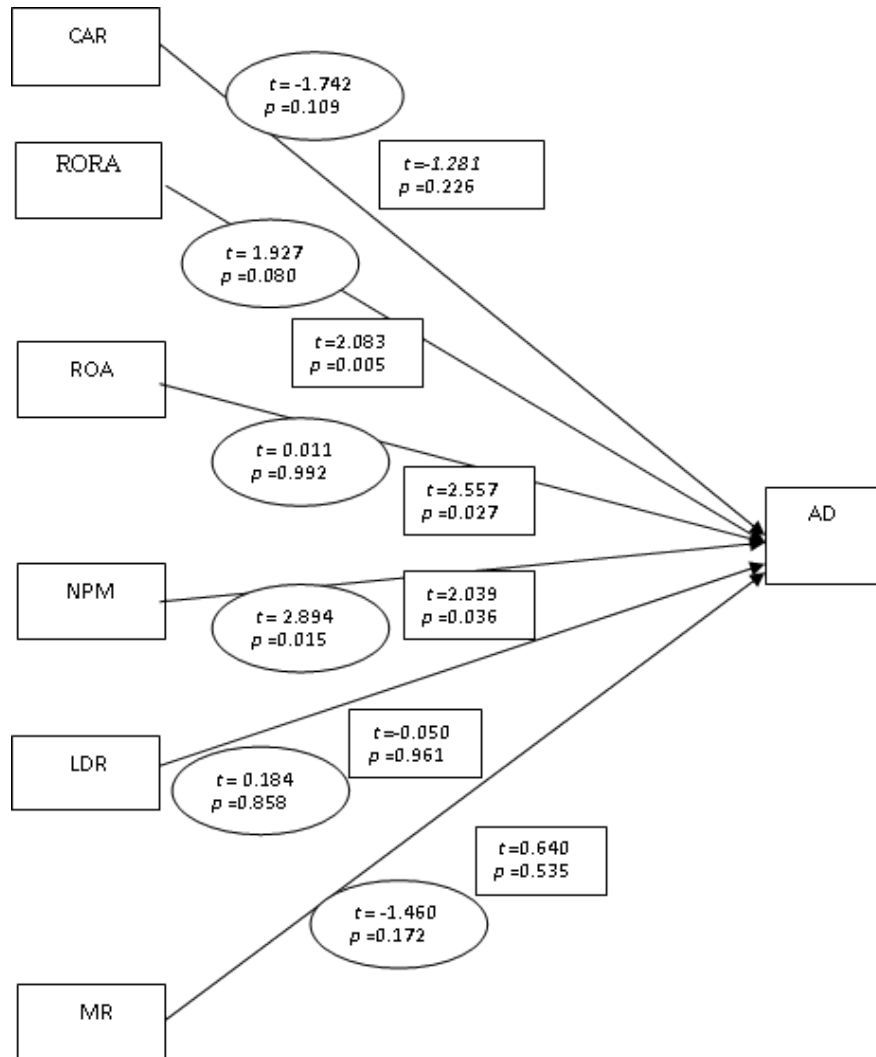 CAR
t= -1.742
p =0.109
t=-1.281
p =0.226
RORA
t= 1.927
p =0.080
t=2.083
p =0.005
ROA
t= 0.011
p =0.992
t=2.557
p =0.027
AD
NPM
t= 2.894
p =0.015
t=2.039
p =0.036
LDR
t=-0.050
p =0.961
t= 0.184
p =0.858
t=0.640
p =0.535
t= -1.460
p =0.172
MR